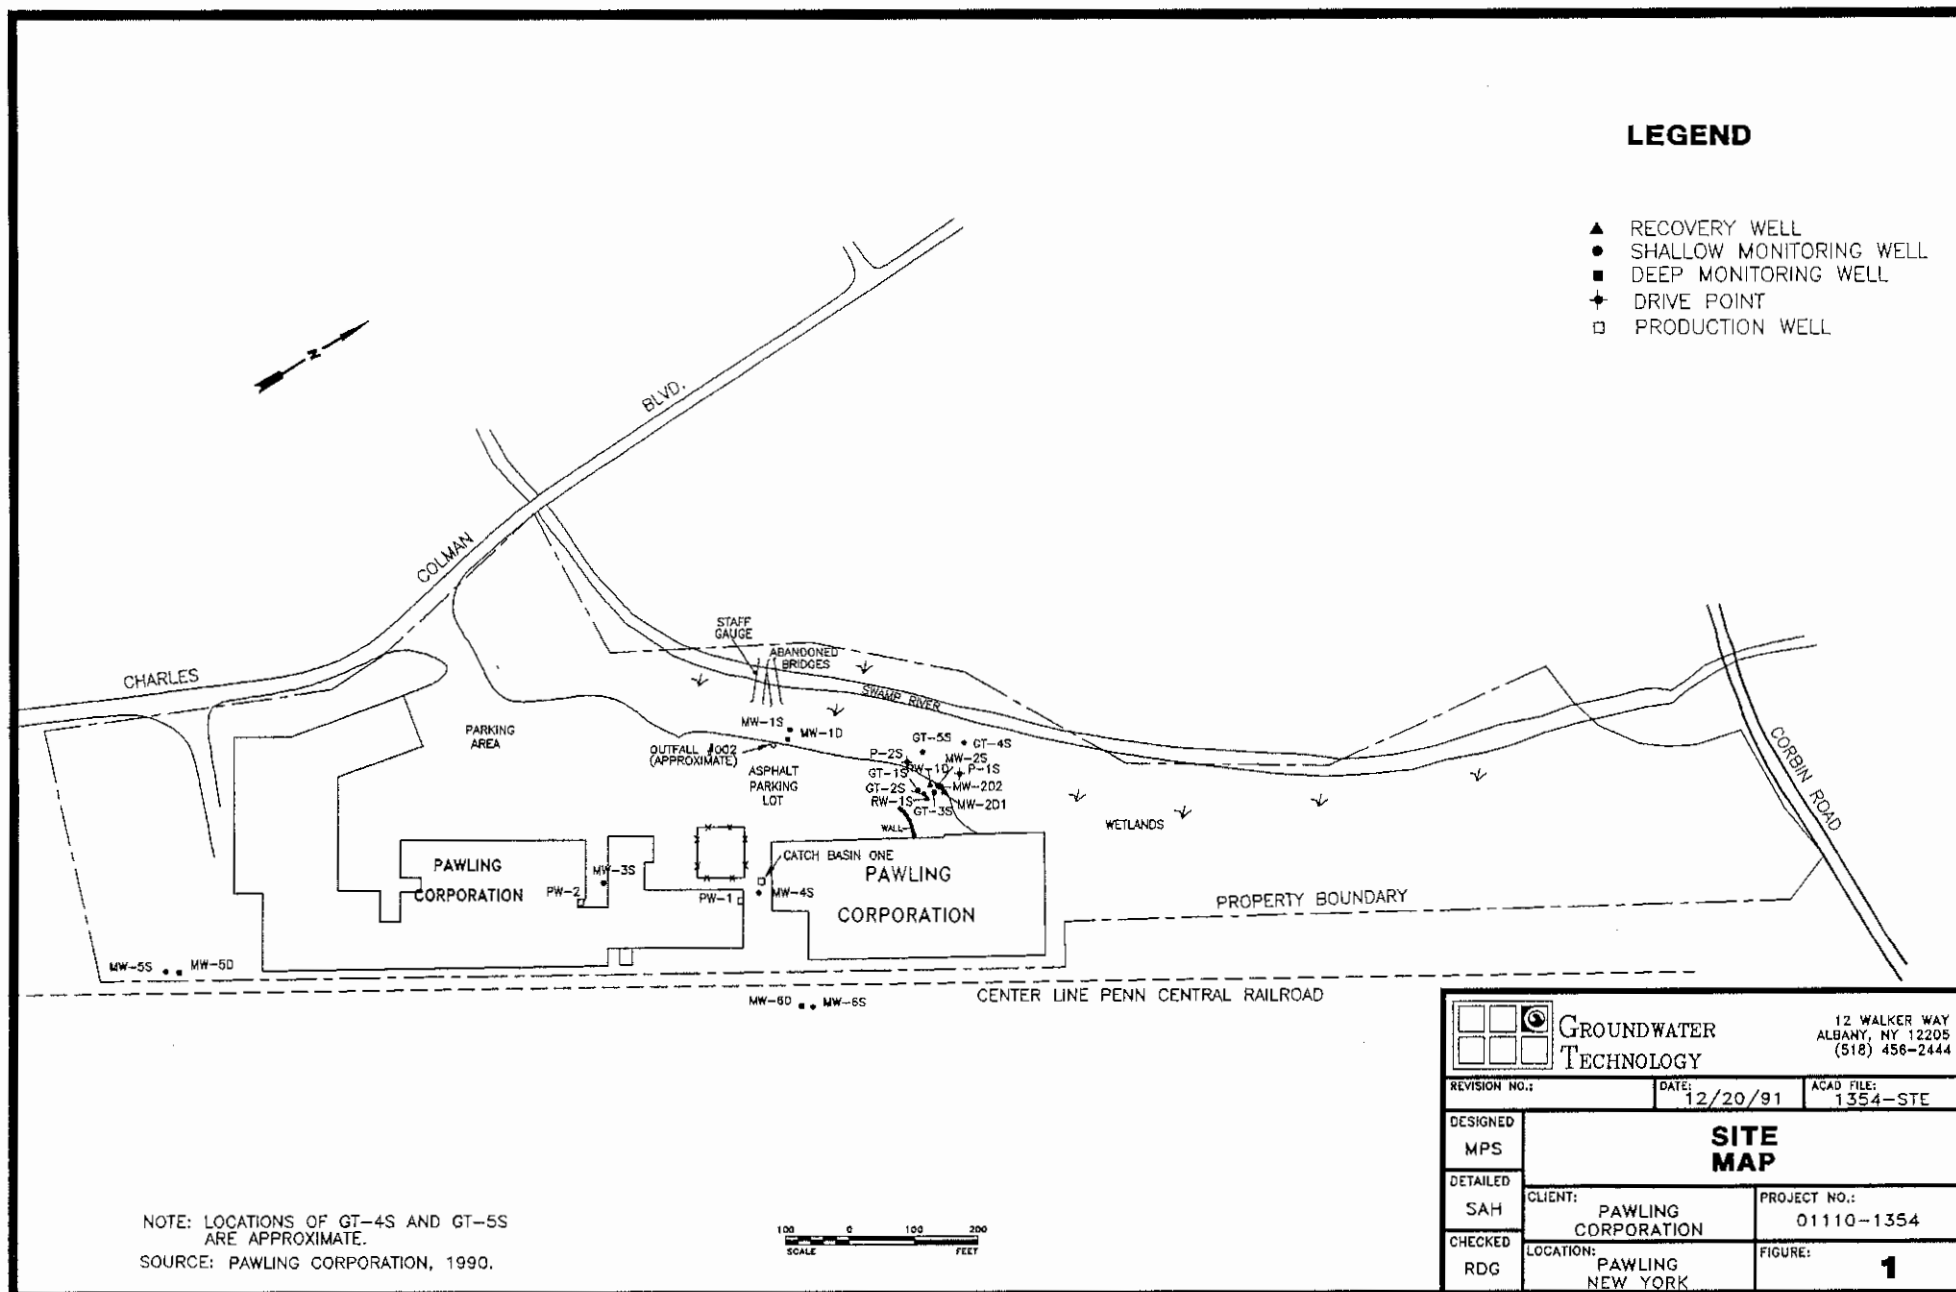 LEGEND
RECOVERY WELL
SHALLOW MONITORING WELL
DEEP MONITORING WELL
DRIVE POINT
PRODUCTION WELL
N
BLVD.
COLMAN
CHARLES
STAFF
GAUGE
ABANDONED
BRIDGES
SWAMP RIVER
PARKING
AREA
MW-1S
MW-1D
OUTFALL #002
(APPROXIMATE)
ASPHALT
PARKING
LOT
GT-5S
GT-4S
P-2S
MW-2S
RW-1D
P-1S
GT-1S
MW-2D2
GT-2S
MW-2D1
RW-1S
GT-3S
WALL
WETLANDS
CORBIN ROAD
CATCH BASIN ONE
PAWLING
CORPORATION
MW-3S
PW-2
PW-1
MW-4S
PAWLING
CORPORATION
PROPERTY BOUNDARY
MW-5S
MW-5D
CENTER LINE PENN CENTRAL RAILROAD
MW-6D
MW-6S
NOTE: LOCATIONS OF GT-4S AND GT-5S
ARE APPROXIMATE.
SOURCE: PAWLING CORPORATION, 1990.
100 0 100 200
SCALE FEET
GROUNDWATER
TECHNOLOGY
12 WALKER WAY
ALBANY, NY 12205
(518) 456-2444
REVISION NO.:
DATE:
12/20/91
ACAD FILE:
1354-STE
DESIGNED
MPS
SITE
MAP
DETAILED
SAH
CLIENT:
PAWLING
CORPORATION
PROJECT NO.:
01110-1354
CHECKED
RDG
LOCATION:
PAWLING
NEW YORK
FIGURE:
1